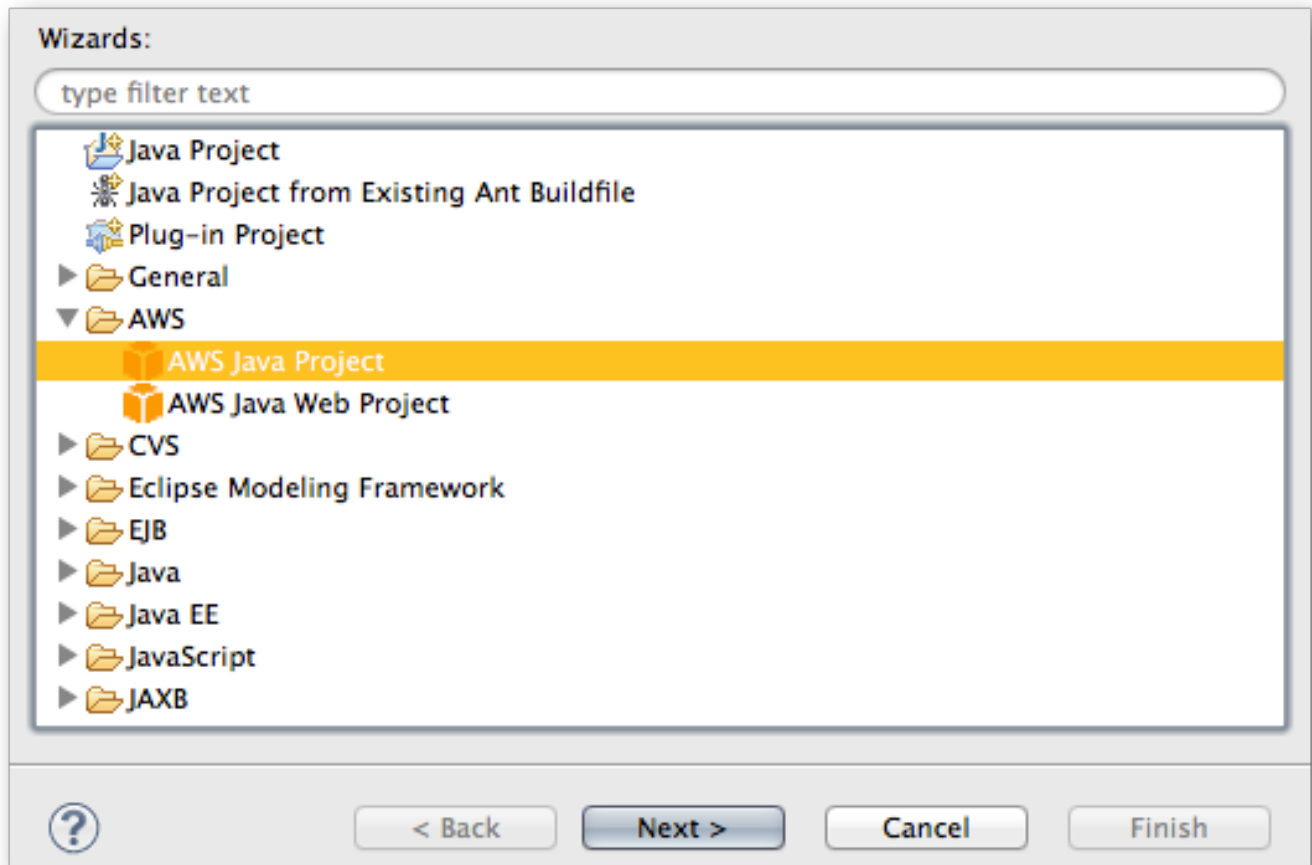 Wizards:
type filter text
Java Project
Java Project from Existing Ant Buildfile
Plug-in Project
General
AWS
AWS Java Project
AWS Java Web Project
CVS
Eclipse Modeling Framework
EJB
Java
Java EE
JavaScript
JAXB
? < Back Next > Cancel Finish